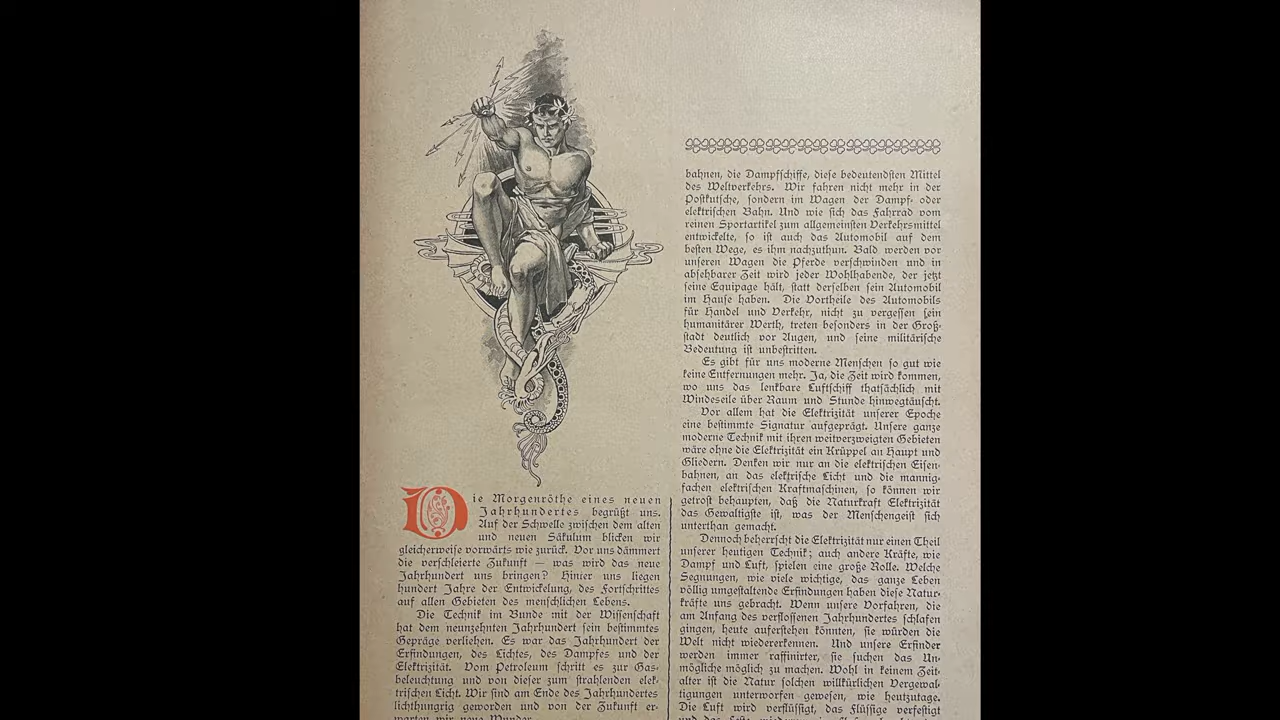 Die Morgenröthe eines neuen
Jahrhundertes begrüßt uns.
Auf der Schwelle zwischen dem alten
und neuen Säkulum blicken wir
gleicherweise vorwärts wie zurück. Vor uns dämmert
die verschleierte Zukunft — was wird das neue
Jahrhundert uns bringen? Hinter uns liegen
hundert Jahre der Entwickelung, des Fortschrittes
auf allen Gebieten des menschlichen Lebens.
Die Technik im Bunde mit der Wissenschaft
hat dem neunzehnten Jahrhundert sein bestimmtes
Gepräge verliehen. Es war das Jahrhundert der
Erfindungen, des Lichtes, des Dampfes und der
Elektrizität. Vom Petroleum schritt es zur Gas-
beleuchtung und von dieser zum strahlenden elek-
trischen Licht. Wir sind am Ende des Jahrhundertes
lichthungrig geworden und von der Zukunft er-
warten wir neue Wunder.
bahnen, die Dampfschiffe, diese bedeutendsten Mittel
des Weltverkehrs. Wir fahren nicht mehr in der
Postkutsche, sondern im Wagen der Dampf- oder
elektrischen Bahn. Und wie sich das Fahrrad vom
reinen Sportartikel zum allgemeinsten Verkehrsmittel
entwickelte, so ist auch das Automobil auf dem
besten Wege, es ihm nachzuthun. Bald werden vor
unseren Wagen die Pferde verschwinden und in
absehbarer Zeit wird jeder Wohlhabende, der jetzt
seine Equipage hält, statt derselben sein Automobil
im Hause haben. Die Vortheile des Automobils
für Handel und Verkehr, nicht zu vergessen sein
humanitärer Werth, treten besonders in der Groß-
stadt deutlich vor Augen, und seine militärische
Bedeutung ist unbestritten.
Es gibt für uns moderne Menschen so gut wie
keine Entfernungen mehr. Ja, die Zeit wird kommen,
wo uns das lenkbare Luftschiff thatsächlich mit
Windeseile über Raum und Stunde hinwegtäuscht.
Vor allem hat die Elektrizität unserer Epoche
eine bestimmte Signatur aufgeprägt. Unsere ganze
moderne Technik mit ihren weitverzweigten Gebieten
wäre ohne die Elektrizität ein Krüppel an Haupt und
Gliedern. Denken wir nur an die elektrischen Eisen-
bahnen, an das elektrische Licht und die mannig-
fachen elektrischen Kraftmaschinen, so können wir
getrost behaupten, daß die Naturkraft Elektrizität
das Gewaltigste ist, was der Menschengeist sich
unterthan gemacht.
Dennoch beherrscht die Elektrizität nur einen Theil
unserer heutigen Technik; auch andere Kräfte, wie
Dampf und Luft, spielen eine große Rolle. Welche
Segnungen, wie viele wichtige, das ganze Leben
völlig umgestaltende Erfindungen haben diese Natur-
kräfte uns gebracht. Wenn unsere Vorfahren, die
am Anfang des verflossenen Jahrhundertes schlafen
gingen, heute auferstehen könnten, sie würden die
Welt nicht wiedererkennen. Und unsere Erfinder
werden immer raffinirter, sie suchen das Un-
mögliche möglich zu machen. Wohl in keinem Zeit-
alter ist die Natur solchen willkürlichen Vergewal-
tigungen unterworfen gewesen, wie heutzutage.
Die Luft wird verflüssigt, das Flüssige verfestigt
und das Feste wieder